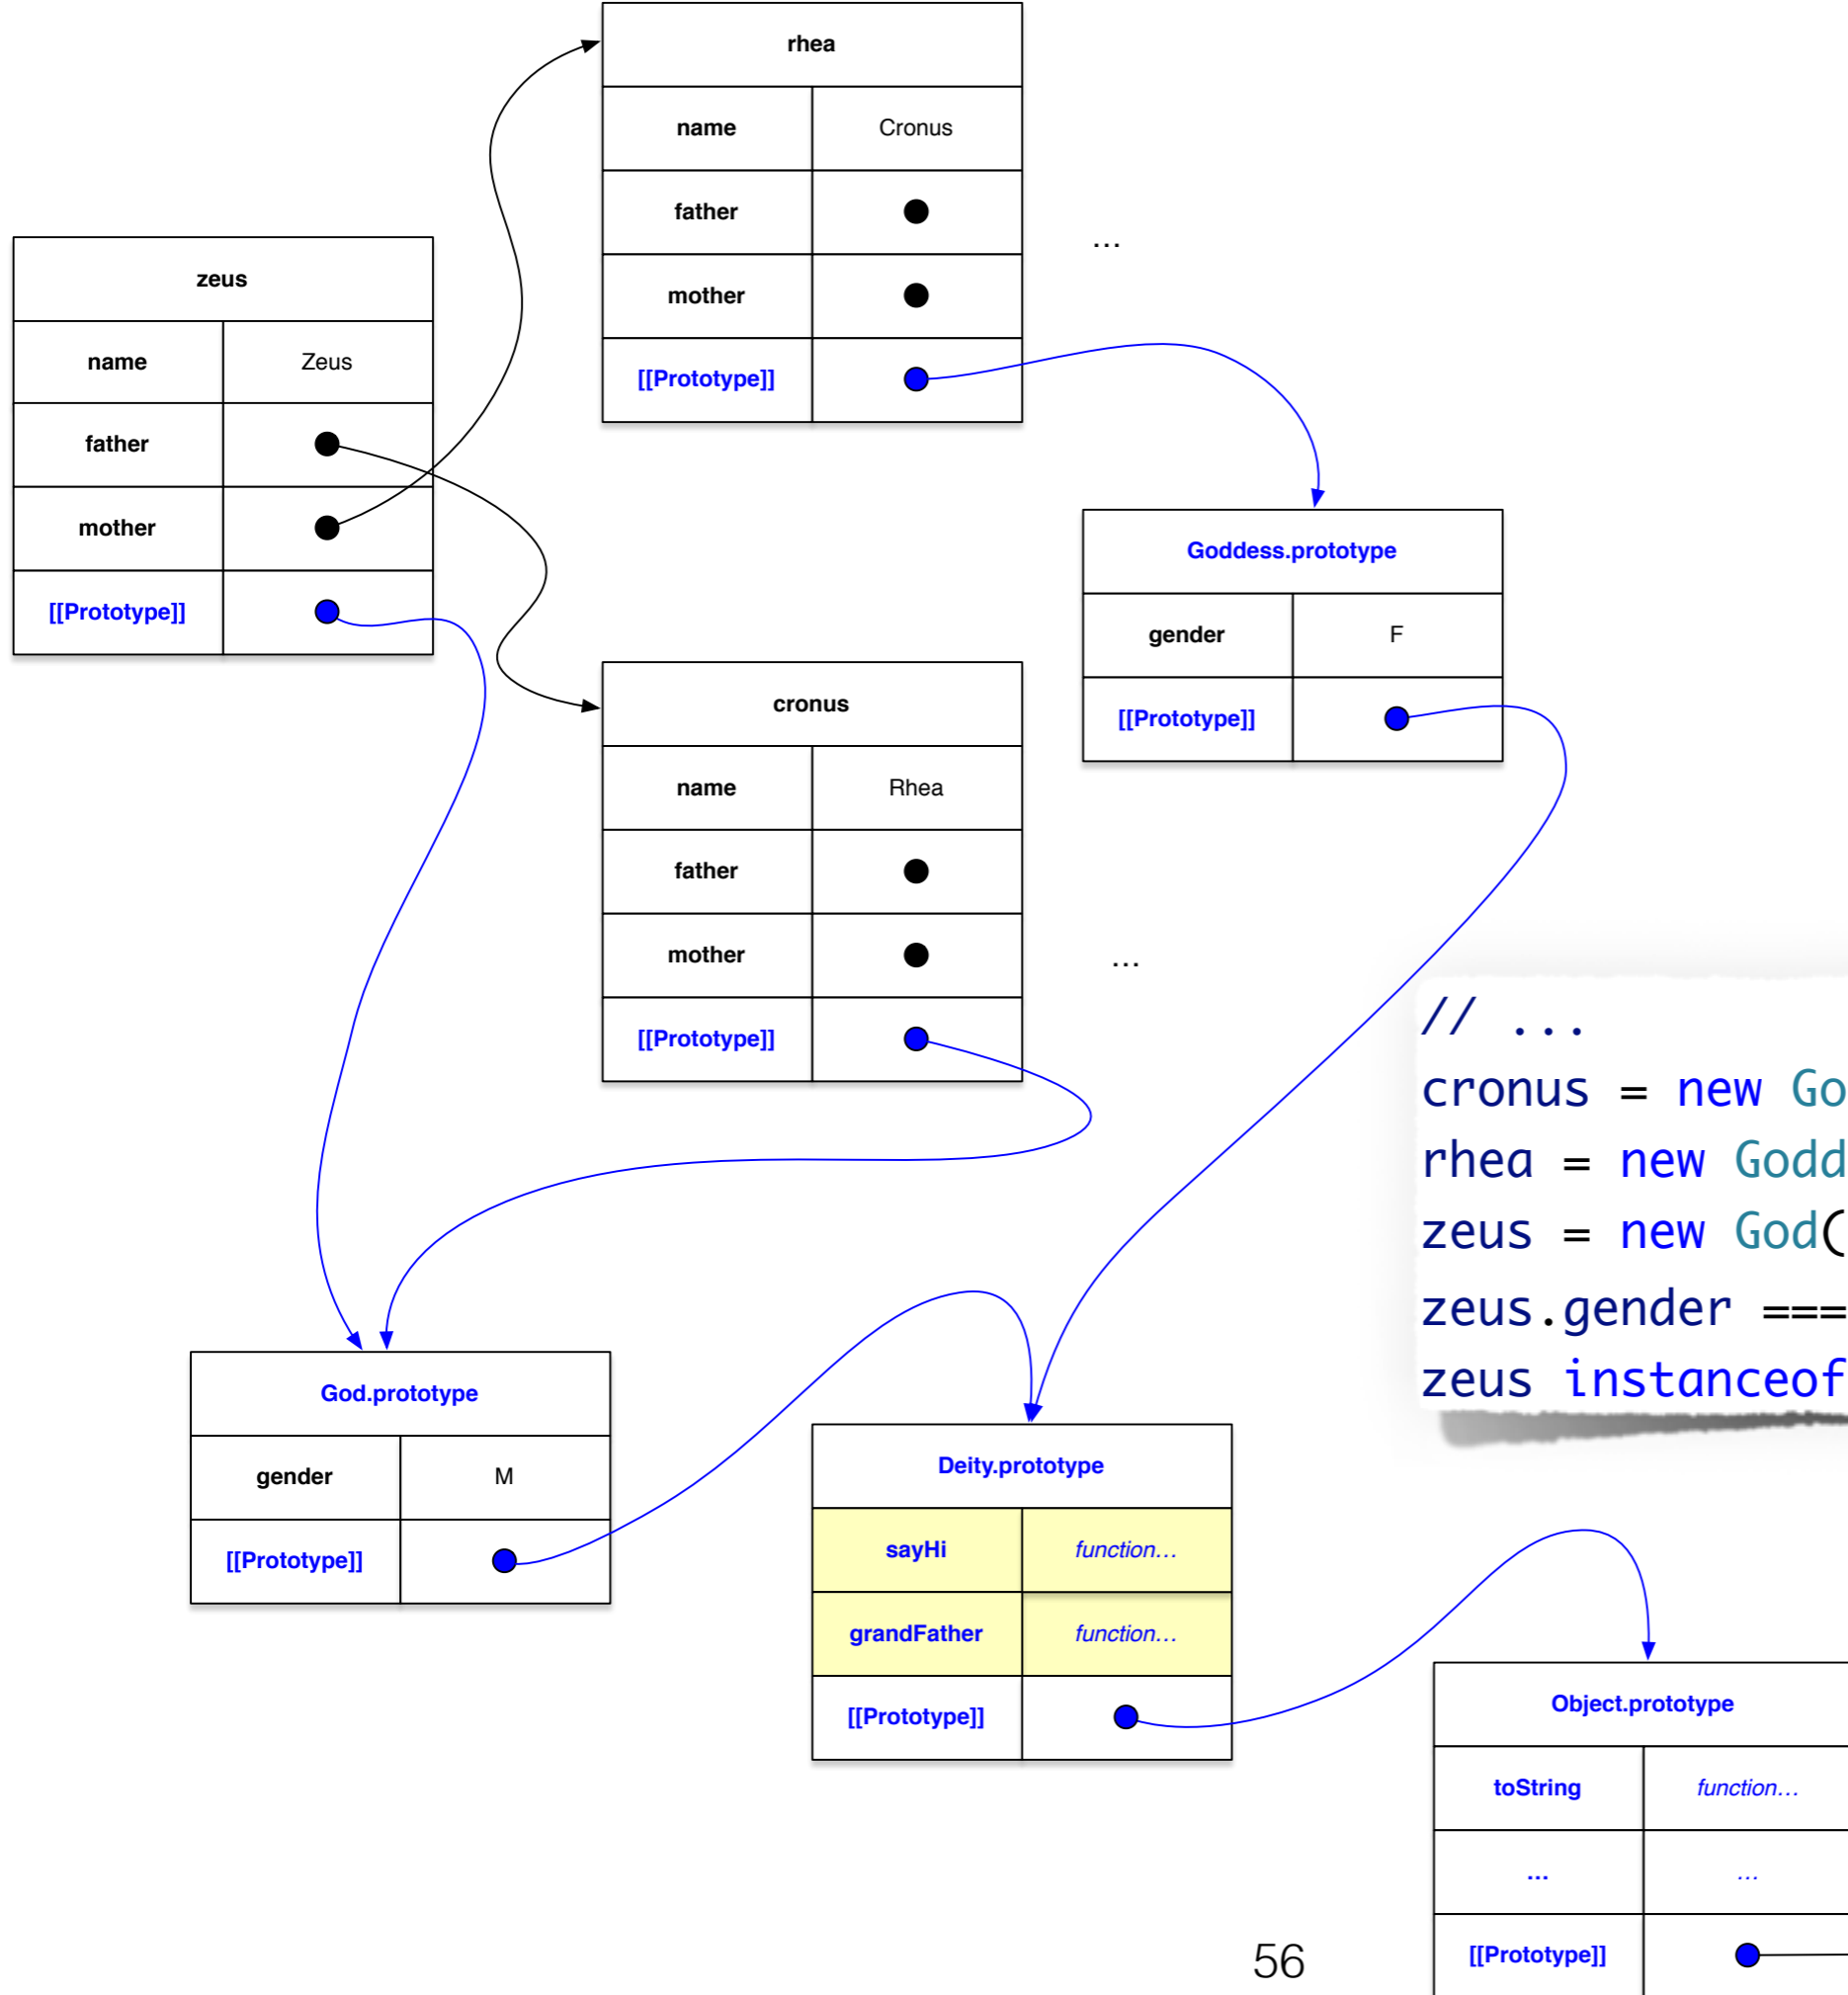 rhea
name Cronus
father
mother
[[Prototype]]
...
zeus
name Zeus
father
mother
[[Prototype]]
Goddess.prototype
gender F
[[Prototype]]
cronus
name Rhea
father
mother
[[Prototype]]
...
// ...
cronus = new Go
rhea = new Godd
zeus = new God(
zeus.gender ===
zeus instanceof
God.prototype
gender M
[[Prototype]]
Deity.prototype
sayHi function...
grandFather function...
[[Prototype]]
Object.prototype
toString function...
... ...
[[Prototype]]
56